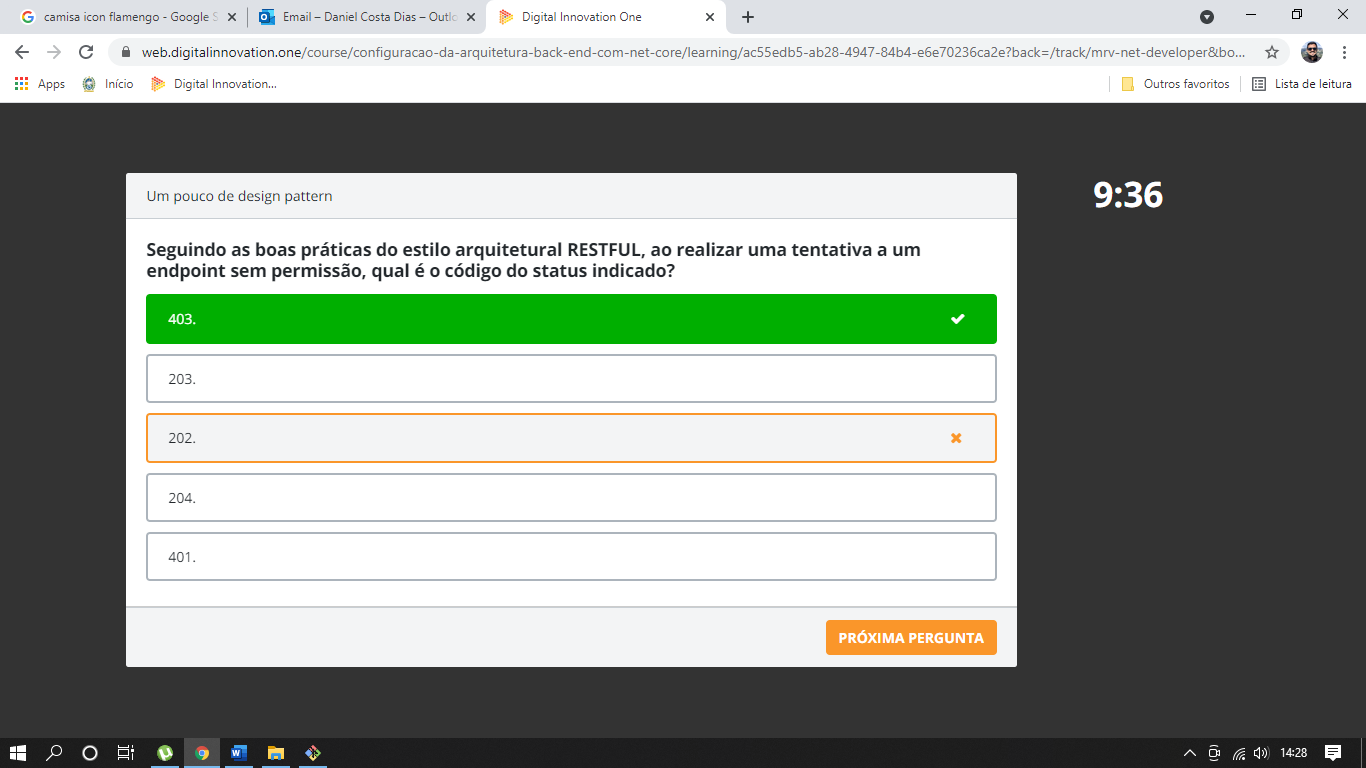 camisa icon flamengo - Google S
Email – Daniel Costa Dias – Outlo
Digital Innovation One
web.digitalinnovation.one/course/configuracao-da-arquitetura-back-end-com-net-core/learning/ac55edb5-ab28-4947-84b4-e6e70236ca2e?back=/track/mrv-net-developer&bo...
Apps
Início
Digital Innovation...
Outros favoritos
Lista de leitura
Um pouco de design pattern
9:36
Seguindo as boas práticas do estilo arquitetural RESTFUL, ao realizar uma tentativa a um
endpoint sem permissão, qual é o código do status indicado?
403.
203.
202.
204.
401.
PRÓXIMA PERGUNTA
14:28